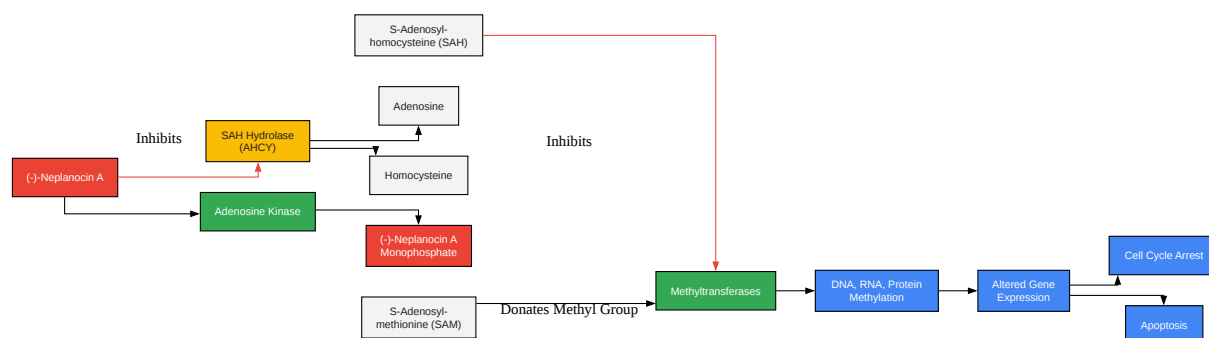 S-Adenosyl-
homocysteine (SAH)
Adenosine
Inhibits
SAH Hydrolase
(AHCY)
Inhibits
(-)-Neplanocin A
Homocysteine
Adenosine Kinase
(-)-Neplanocin A
Monophosphate
Cell Cycle Arrest
Methyltransferases
DNA, RNA, Protein
Methylation
Altered Gene
Expression
S-Adenosyl-
methionine (SAM)
Donates Methyl Group
Apoptosis